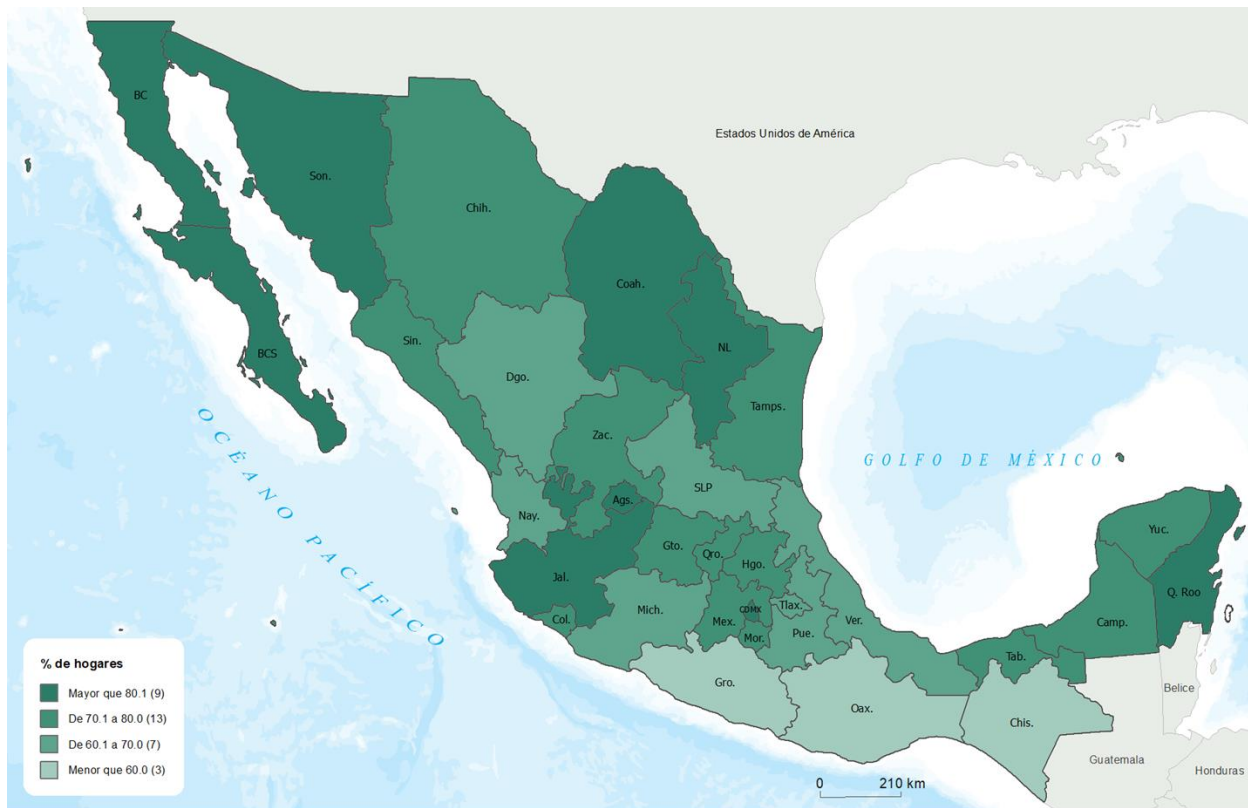 BC
Estados Unidos de América
Son.
Chih.
Coah.
Sin.
NL
BCS
Dgo.
Tamps.
Zac.
OCÉANO PACÍFICO
GOLFO DE MÉXICO
SLP
Ags.
Nay.
Yuc.
Gto.
Qro.
Hgo.
Jal.
Q. Roo
Mich.
CDMX
Tlax.
Col.
Mex.
Ver.
Camp.
Mor.
Pue.
Tab.
% de hogares
Gro.
Belice
Mayor que 80.1 (9)
Oax.
Chis.
De 70.1 a 80.0 (13)
De 60.1 a 70.0 (7)
Guatemala
Menor que 60.0 (3)
Honduras
0 210 km